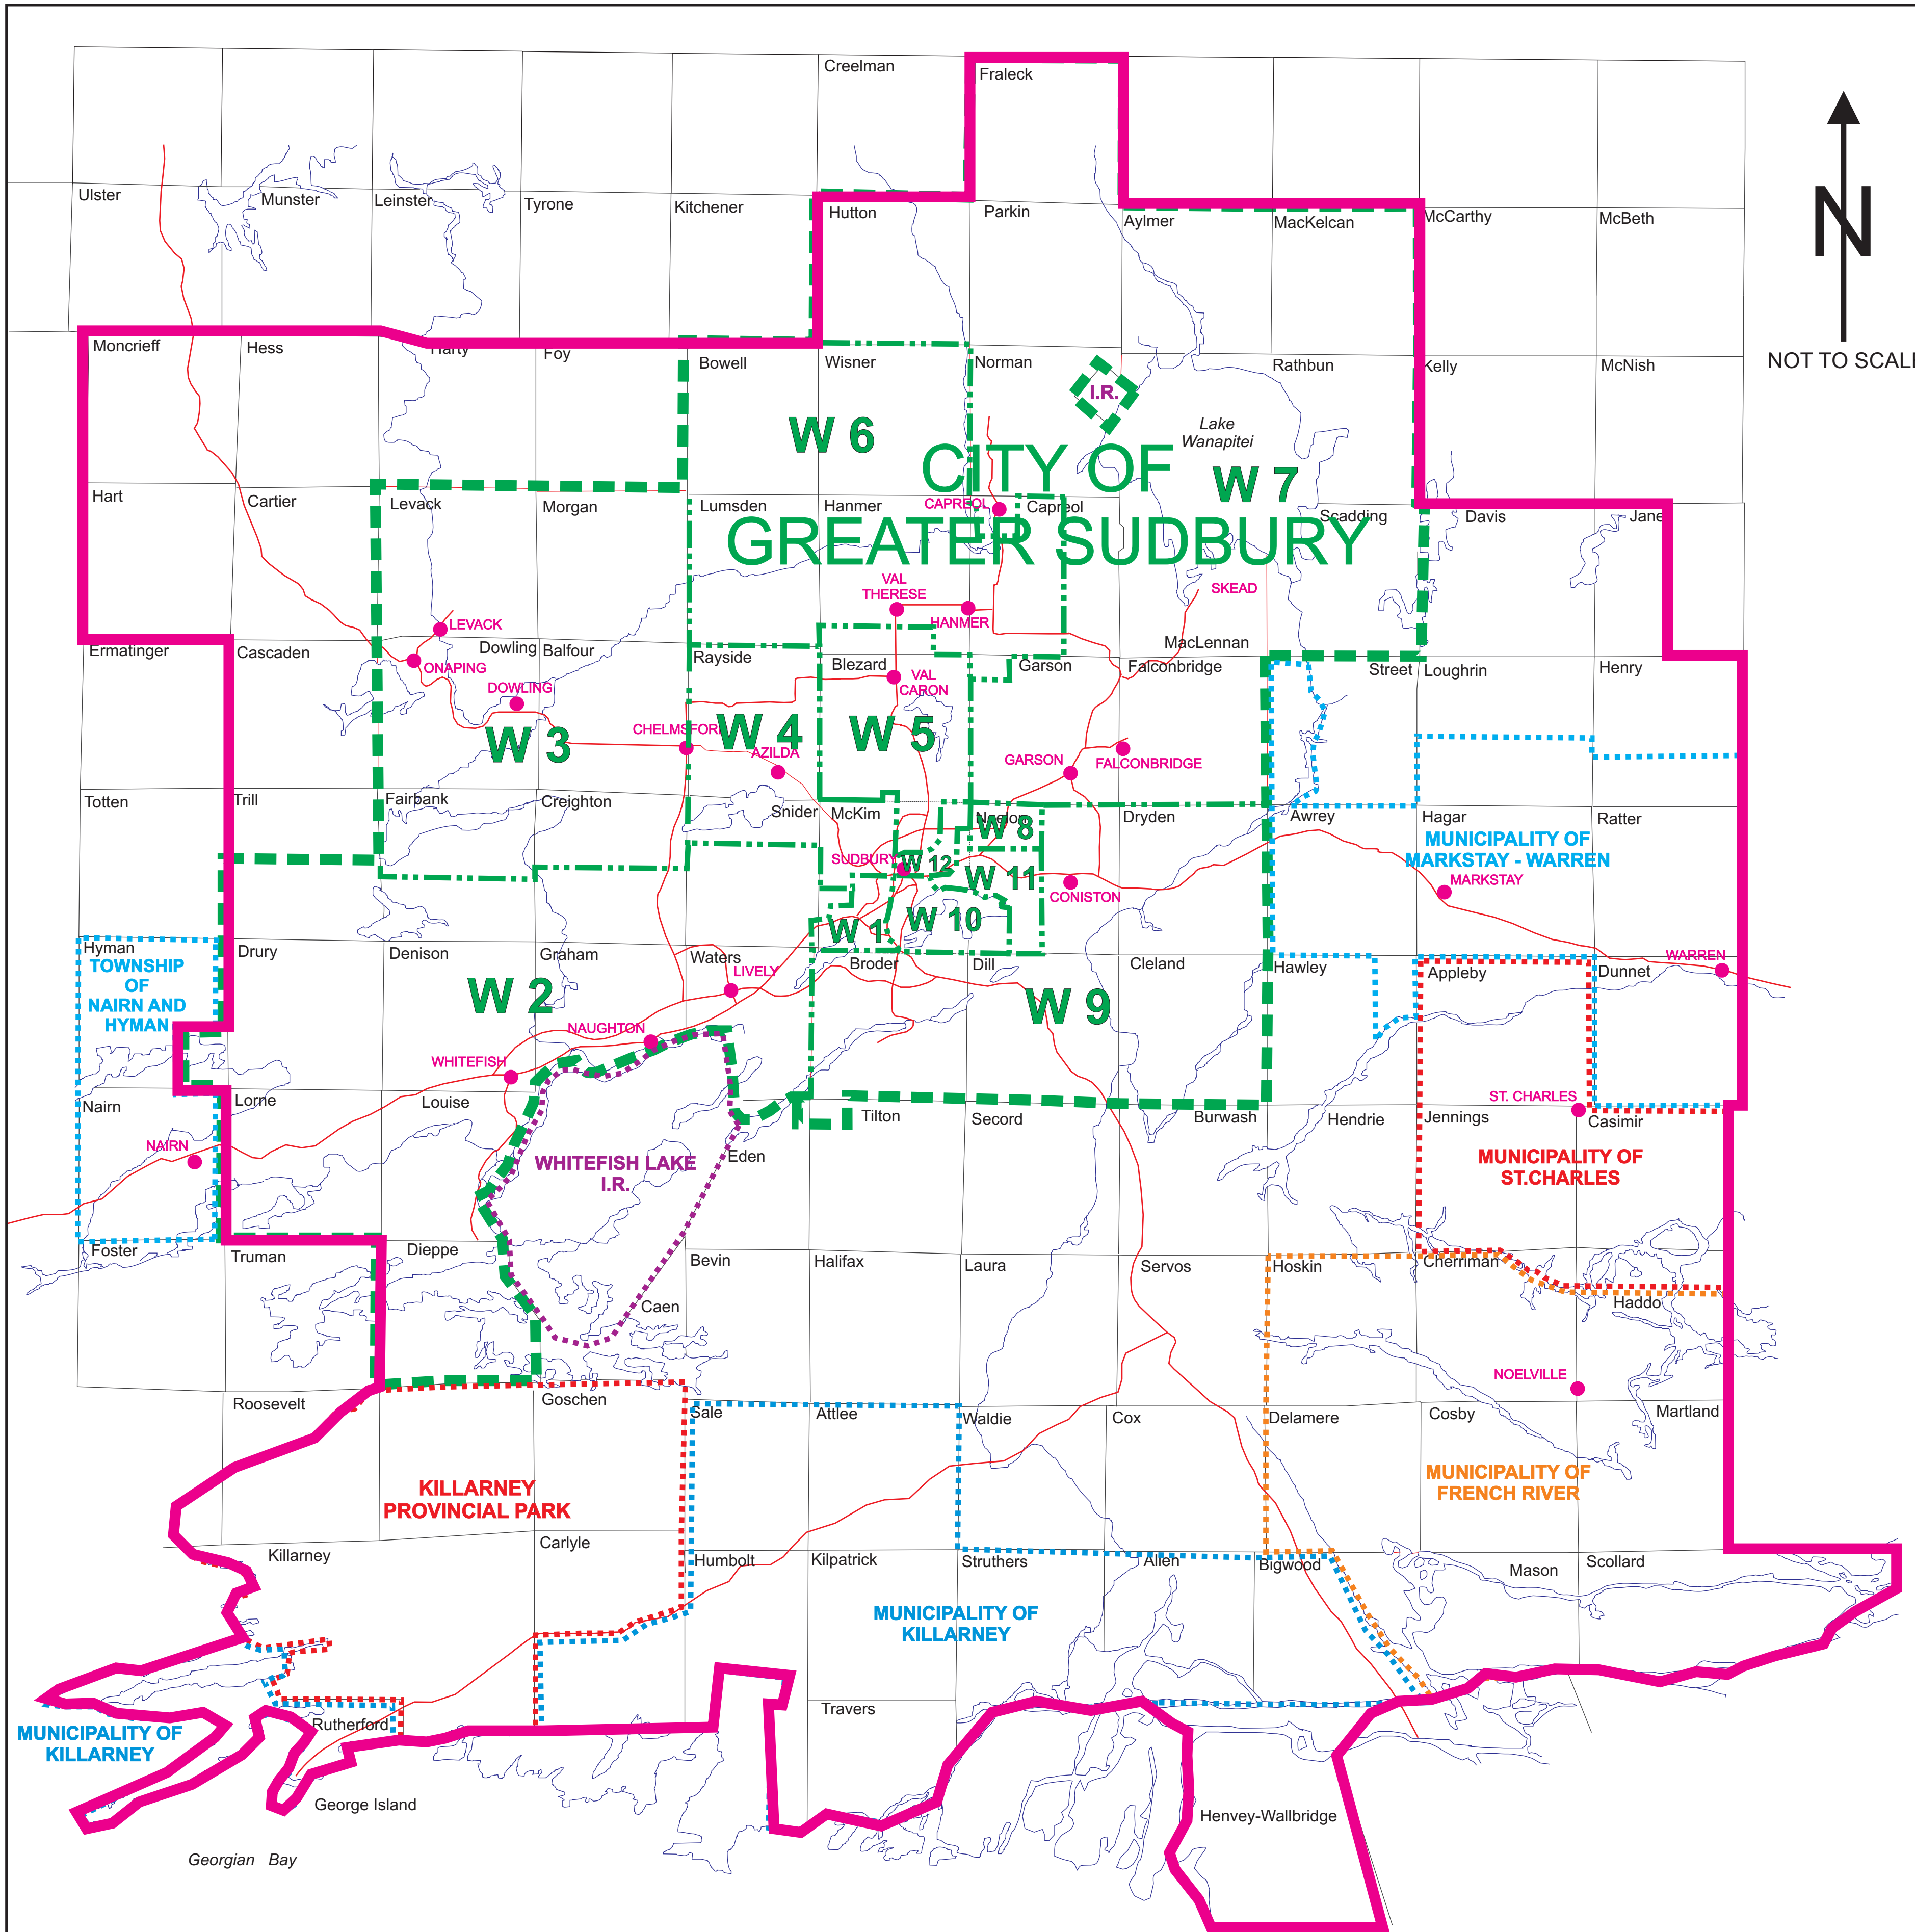 Creelman
Fraleck
Ulster
Munster
Leinster
Tyrone
Kitchener
Hutton
Parkin
Aylmer
MacKelcan
McCarthy
McBeth
N
NOT TO SCALE
Moncrieff
Hess
Harty
Foy
Bowell
Wisner
Norman
I.R.
Rathbun
Kelly
McNish
Lake
Wanapitei
W 6
CITY OF
GREATER SUDBURY
W 7
Hart
Cartier
Levack
Morgan
Lumsden
Hanmer
CAPREOL
Capreol
Scadding
Davis
Jane
VAL
THERESE
HANMER
SKEAD
LEVACK
ONAPING
DOWLING
Ermatinger
Cascaden
Dowling
Balfour
Rayside
Blezard
VAL
CARON
Garson
MacLennan
Falconbridge
Street
Loughrin
Henry
W 3
CHELMSFORD
W 4
AZILDA
W 5
GARSON
FALCONBRIDGE
Totten
Trill
Fairbank
Creighton
Snider
McKim
Neelon
W 8
Dryden
Awrey
Hagar
Ratter
MUNICIPALITY OF
MARKSTAY - WARREN
MARKSTAY
SUDBURY
W 12
W 11
CONISTON
W 1
W 10
Hyman
TOWNSHIP
OF
NAIRN AND
HYMAN
Drury
Denison
Graham
Waters
LIVELY
Broder
Dill
Cleland
Hawley
Appleby
Dunnet
WARREN
W 2
W 9
NAUGHTON
WHITEFISH
Nairn
NAIRN
Lorne
Louise
WHITEFISH LAKE
I.R.
Eden
Tilton
Secord
Burwash
Hendrie
Jennings
ST. CHARLES
Casimir
MUNICIPALITY OF
ST.CHARLES
Foster
Truman
Dieppe
Caen
Bevin
Halifax
Laura
Servos
Hoskin
Cherriman
Haddo
NOELVILLE
Roosevelt
Goschen
Sale
Attlee
Waldie
Cox
Delamere
Cosby
Martland
KILLARNEY
PROVINCIAL PARK
MUNICIPALITY OF
FRENCH RIVER
Killarney
Carlyle
Humbolt
Kilpatrick
Struthers
Allen
Bigwood
Mason
Scollard
MUNICIPALITY OF
KILLARNEY
MUNICIPALITY OF
KILLARNEY
Rutherford
Travers
George Island
Henvey-Wallbridge
Georgian Bay